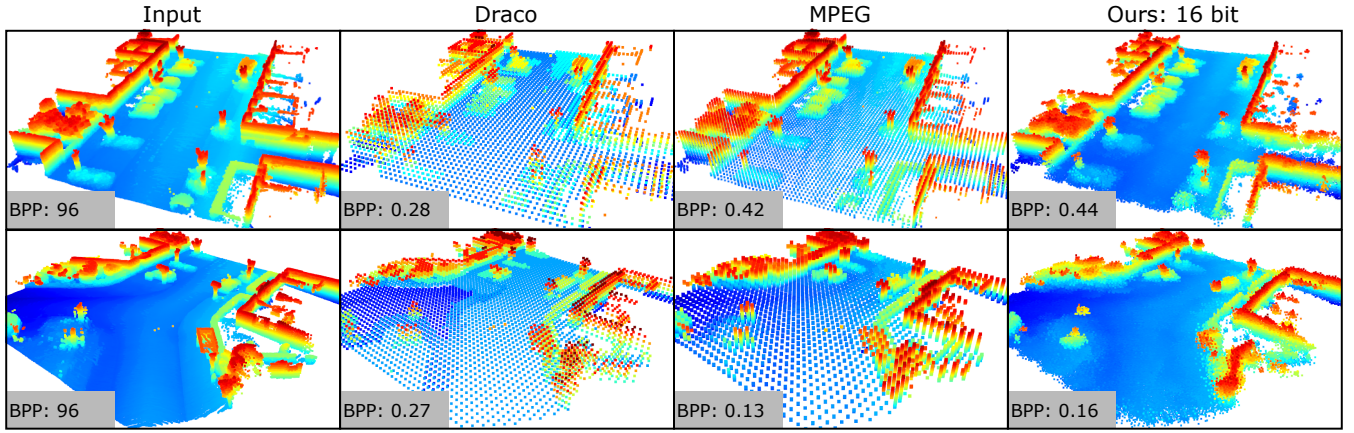 Input Draco MPEG Ours: 16 bit
BPP: 96 BPP: 0.28 BPP: 0.42 BPP: 0.44
BPP: 96 BPP: 0.27 BPP: 0.13 BPP: 0.16